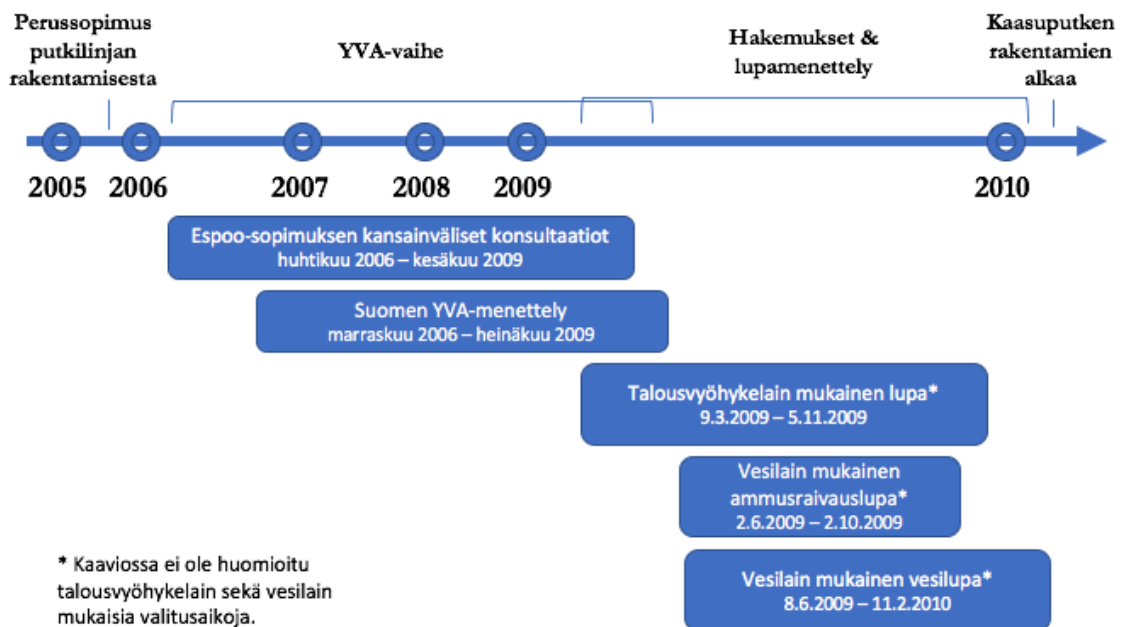 Perussopimus
putkilinjan
rakentamisesta
YVA-vaihe
Hakemukset &
lupamenettely
Kaasuputken
rakentamien
alkaa
2005 2006 2007 2008 2009 2010
Espoo-sopimuksen kansainväliset konsultaatiot
huhtikuu 2006 – kesäkuu 2009
Suomen YVA-menettely
marraskuu 2006 – heinäkuu 2009
Talousvyöhykelain mukainen lupa*
9.3.2009 – 5.11.2009
Vesilain mukainen
ammusraivauslupa*
2.6.2009 – 2.10.2009
Vesilain mukainen vesilupa*
8.6.2009 – 11.2.2010
* Kaaviossa ei ole huomioitu
talousvyöhykelain sekä vesilain
mukaisia valitusaikoja.